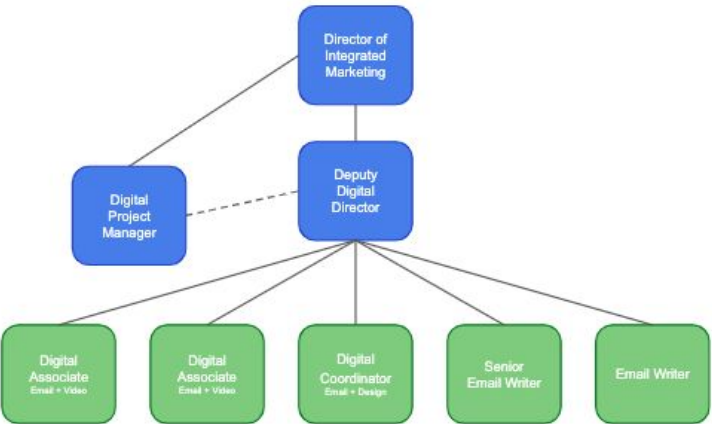 Director of
Integrated
Marketing
Deputy
Digital
Director
Digital
Project
Manager
Digital
Associate
Email + Video
Digital
Associate
Email + Video
Digital
Coordinator
Email + Design
Senior
Email Writer
Email Writer